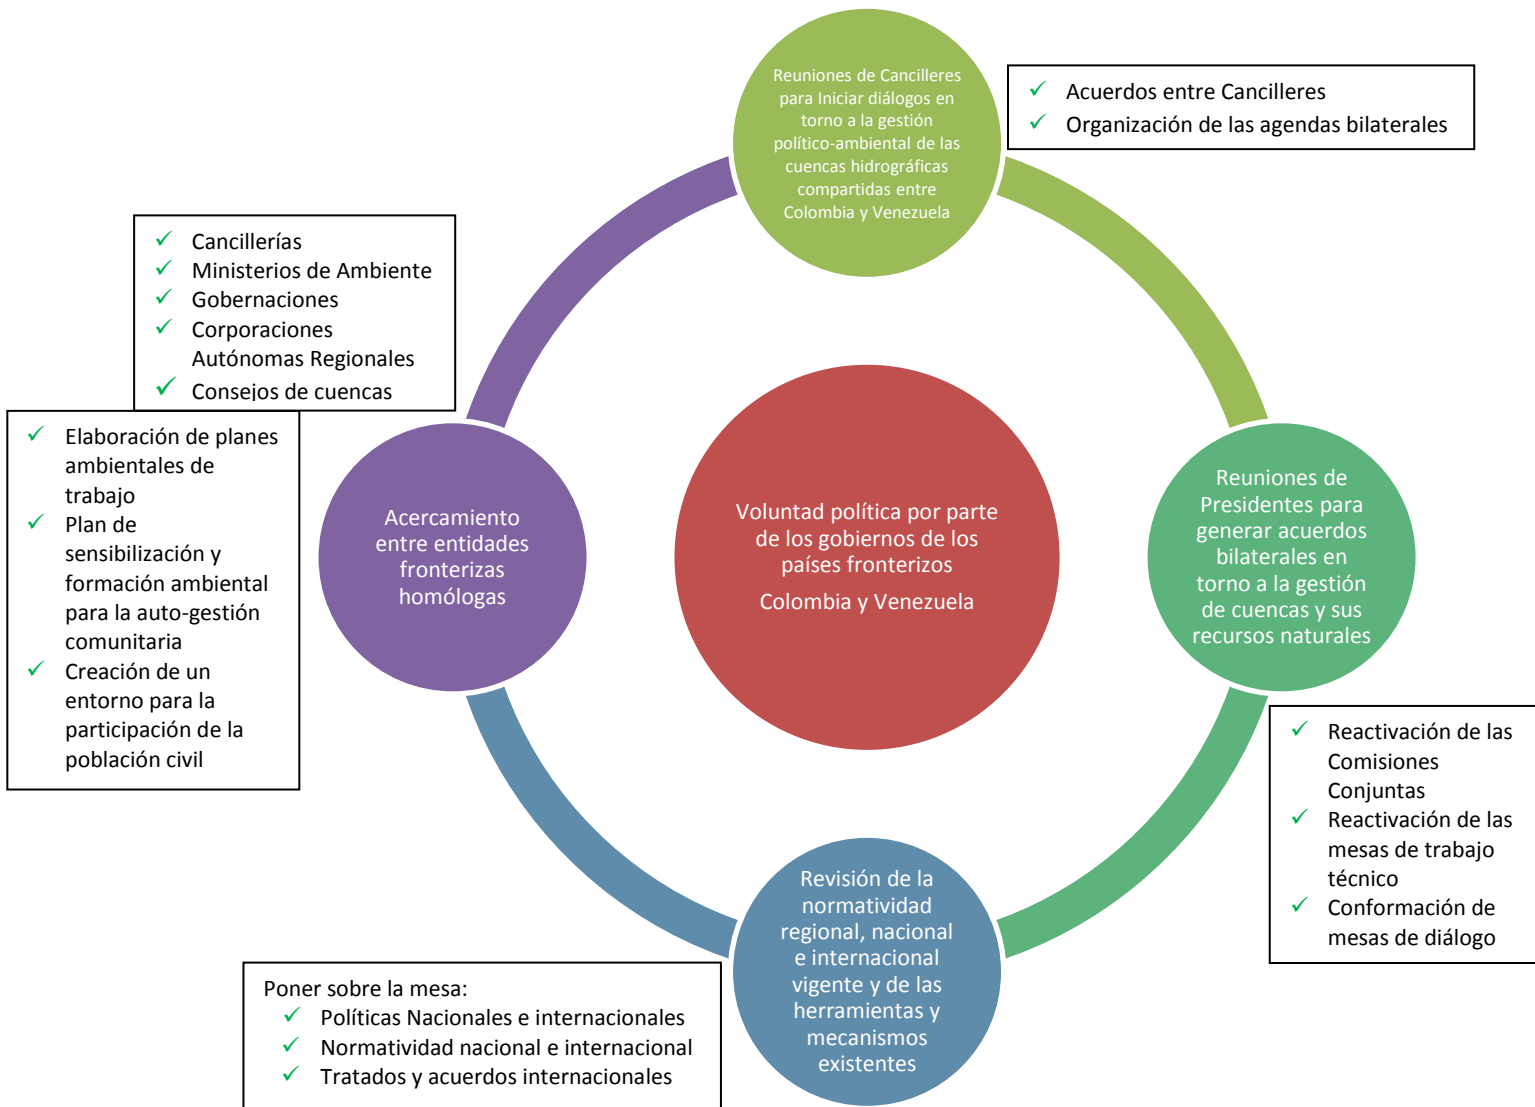 Reuniones de Cancilleres
para Iniciar diálogos en
torno a la gestión
político-ambiental de las
cuencas hidrográficas
compartidas entre
Colombia y Venezuela
✓ Acuerdos entre Cancilleres
✓ Organización de las agendas bilaterales
✓ Cancillerías
✓ Ministerios de Ambiente
✓ Gobernaciones
✓ Corporaciones
Autónomas Regionales
✓ Consejos de cuencas
✓ Elaboración de planes
ambientales de
trabajo
✓ Plan de
sensibilización y
formación ambiental
para la auto-gestión
comunitaria
✓ Creación de un
entorno para la
participación de la
población civil
Acercamiento
entre entidades
fronterizas
homólogas
Voluntad política por parte
de los gobiernos de los
países fronterizos
Colombia y Venezuela
Reuniones de
Presidentes para
generar acuerdos
bilaterales en
torno a la gestión
de cuencas y sus
recursos naturales
✓ Reactivación de las
Comisiones
Conjuntas
✓ Reactivación de las
mesas de trabajo
técnico
✓ Conformación de
mesas de diálogo
Revisión de la
normatividad
regional, nacional
e internacional
vigente y de las
herramientas y
mecanismos
existentes
Poner sobre la mesa:
✓ Políticas Nacionales e internacionales
✓ Normatividad nacional e internacional
✓ Tratados y acuerdos internacionales